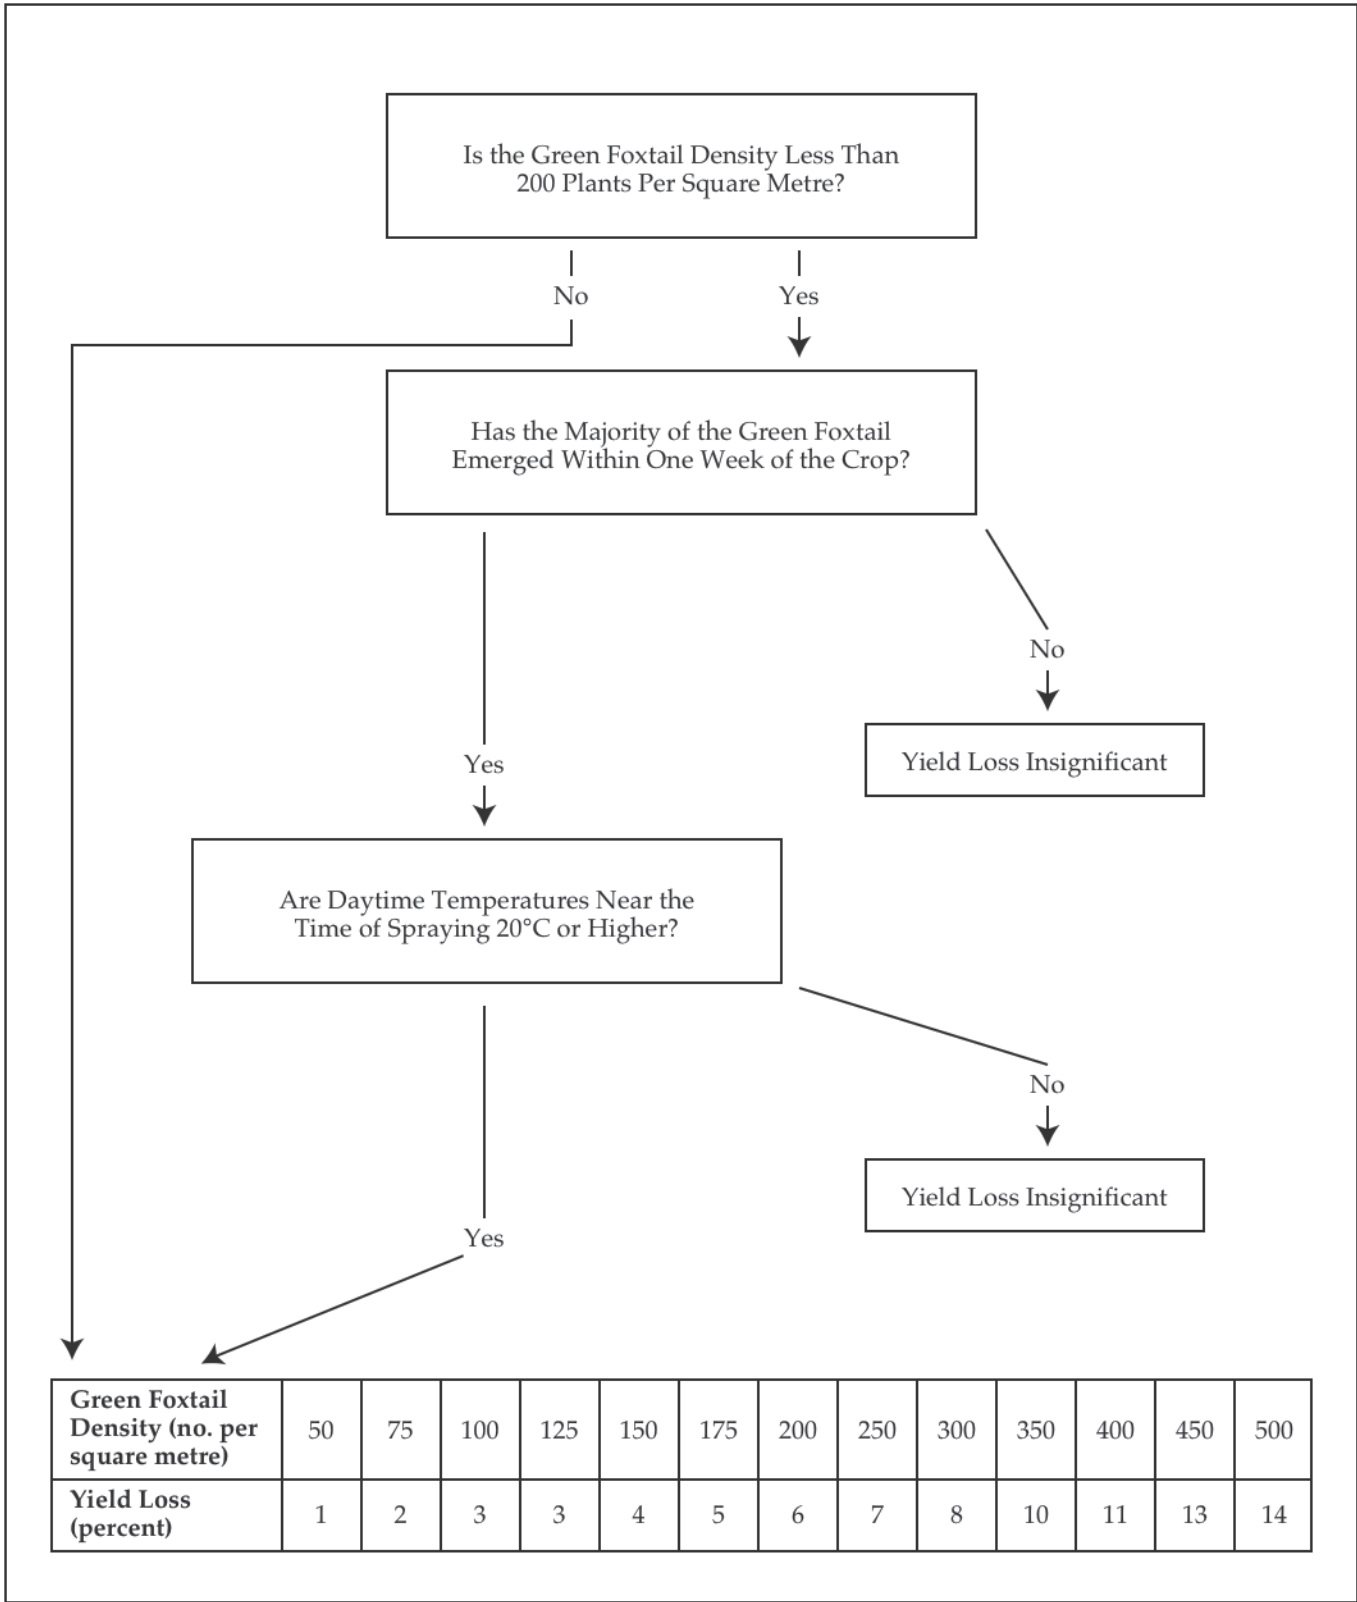 Is the Green Foxtail Density Less Than
200 Plants Per Square Metre?
No
Yes
Has the Majority of the Green Foxtail
Emerged Within One Week of the Crop?
No
Yield Loss Insignificant
Yes
Are Daytime Temperatures Near the
Time of Spraying 20°C or Higher?
No
Yield Loss Insignificant
Yes
Green Foxtail
Density (no. per
square metre)
50 75 100 125 150 175 200 250 300 350 400 450 500
Yield Loss
(percent)
1 2 3 3 4 5 6 7 8 10 11 13 14